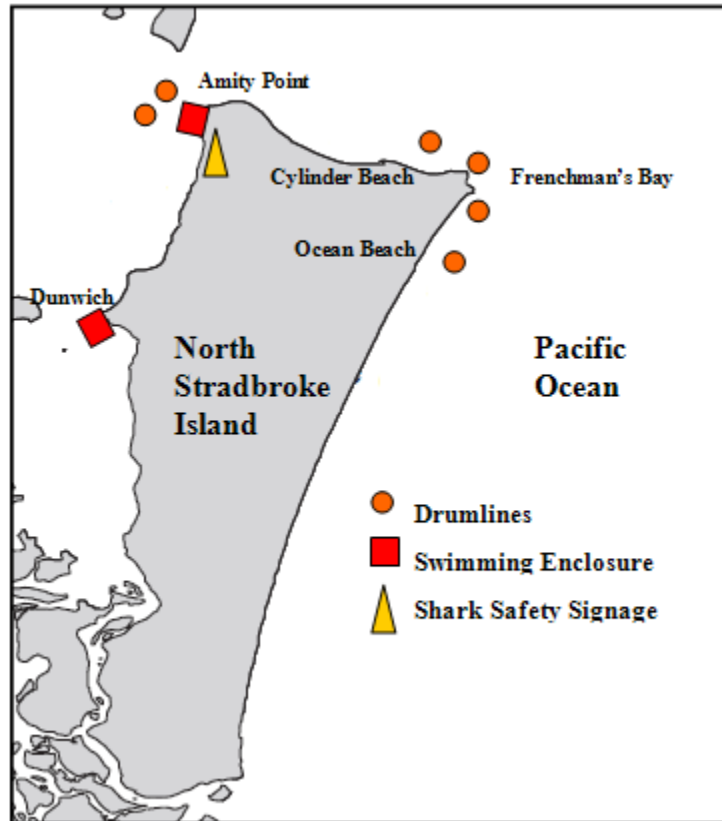 Amity Point
Cylinder Beach
Frenchman's Bay
Ocean Beach
Dunwich
North
Stradbroke
Island
Pacific
Ocean
Drumlines
Swimming Enclosure
Shark Safety Signage